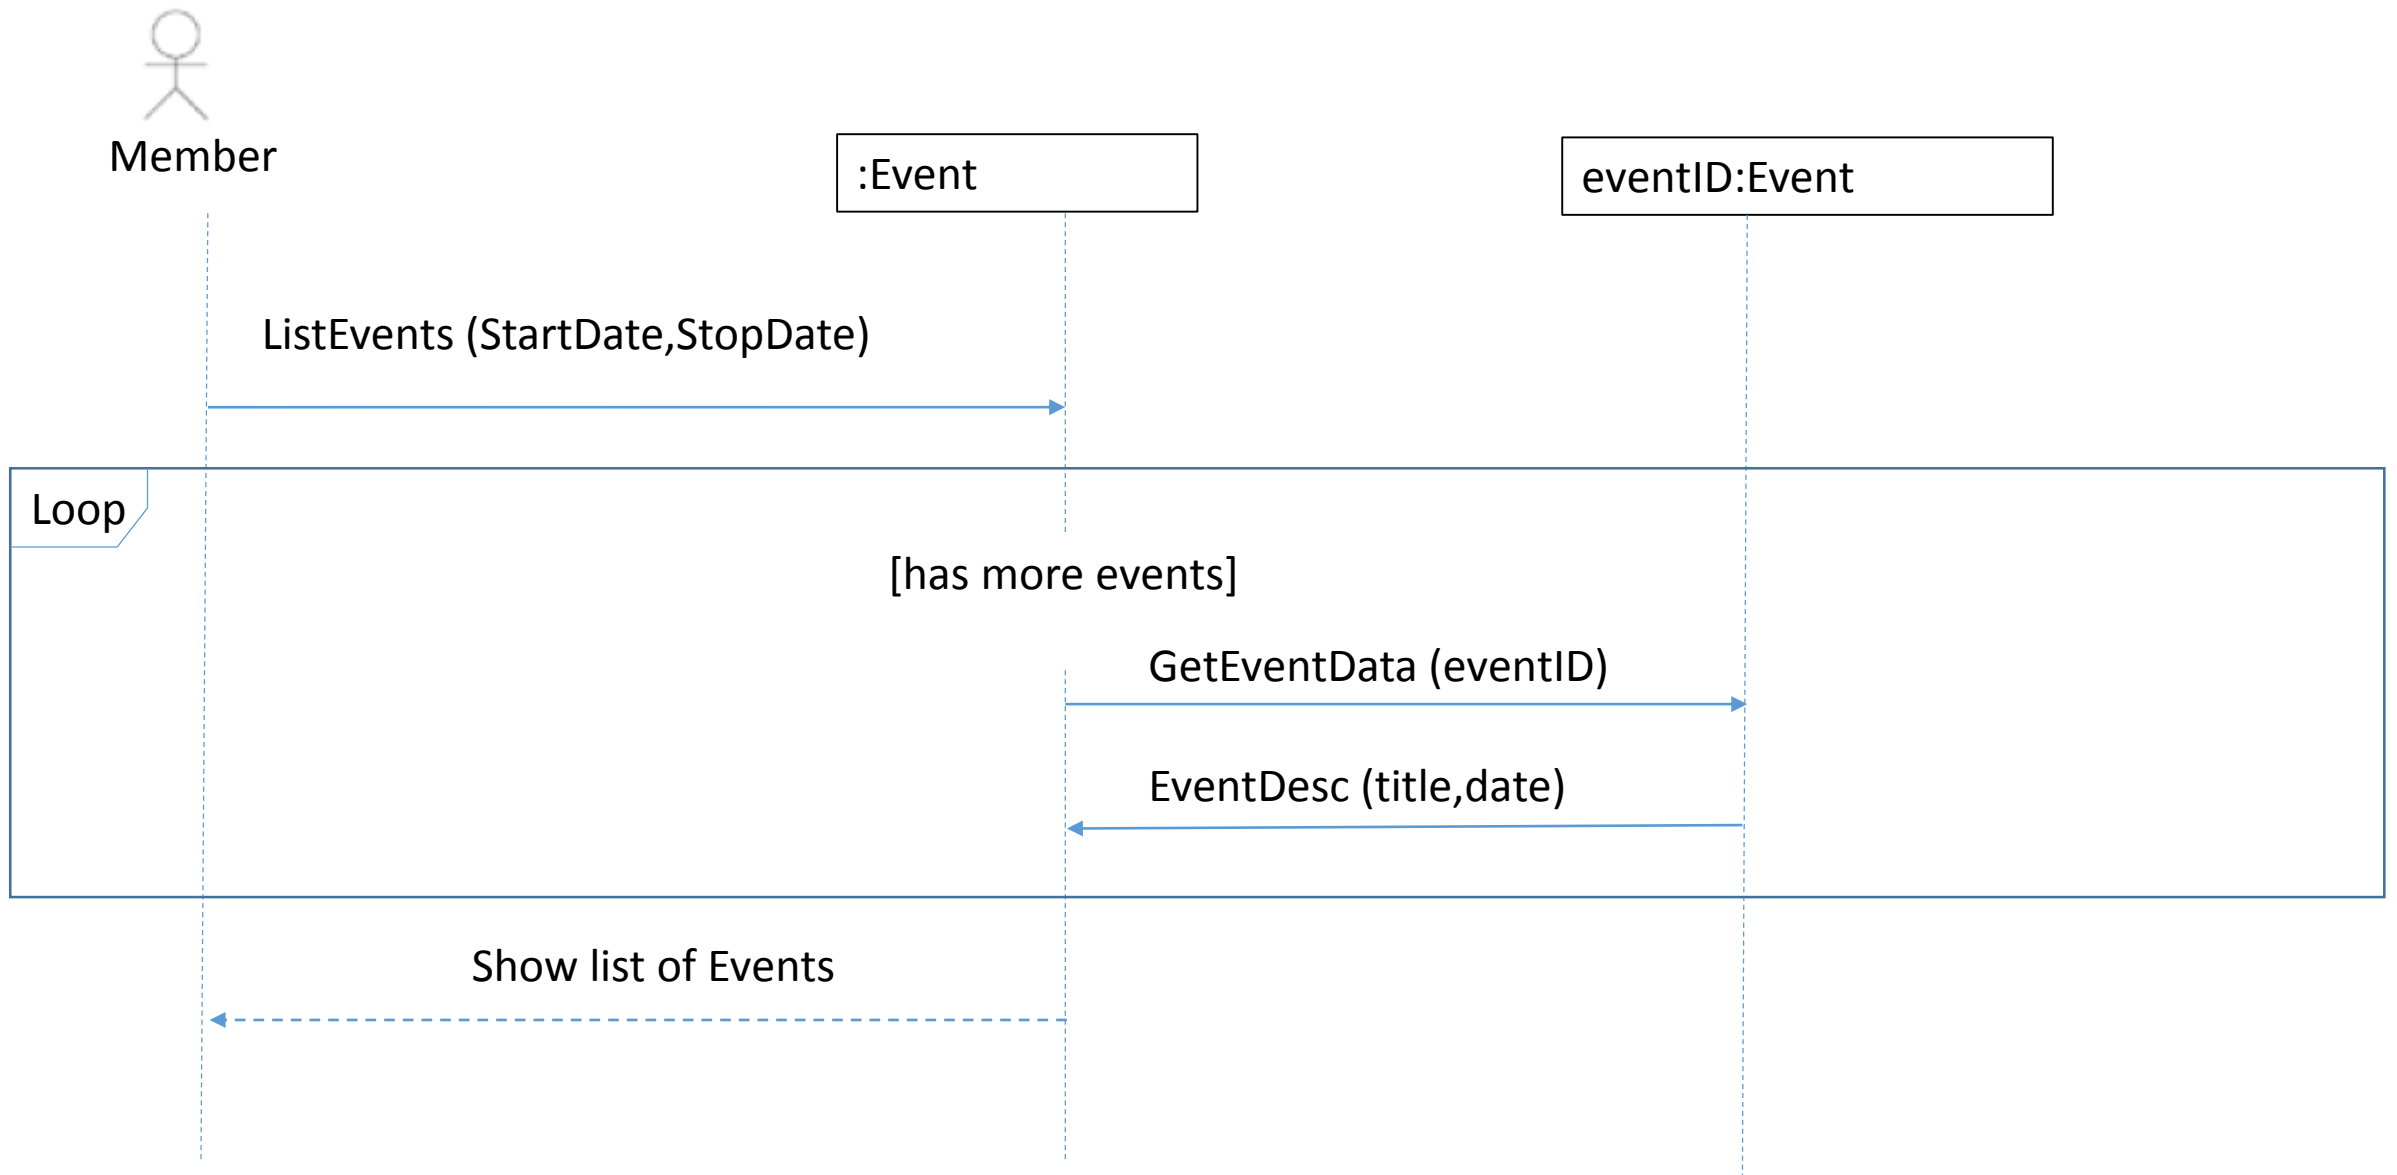 Member
:Event
eventID:Event
ListEvents (StartDate,StopDate)
Loop
[has more events]
GetEventData (eventID)
EventDesc (title,date)
Show list of Events